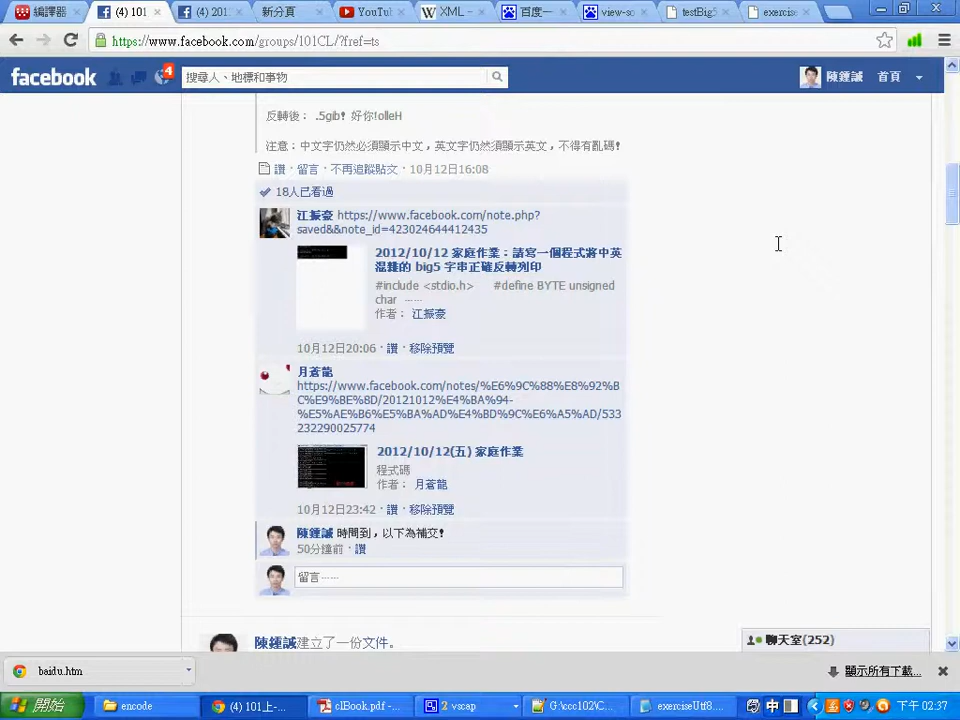 編譯器
(4) 101
(4) 201
新分頁
YouTu
XML -
百度一
view-so
testBig5
exercise
https://www.facebook.com/groups/101CL/?fref=ts
facebook
4
搜尋人、地標和事物
陳鍾誠
首頁
反轉後： .5gib! 好你!olleH
注意：中文字仍然必須顯示中文，英文字仍然必須顯示英文，不得有亂碼!
讚 · 留言 · 不再追蹤貼文 · 10月12日16:08
18人已看過
江振豪 https://www.facebook.com/note.php?
saved&&note_id=423024644412435
2012/10/12 家庭作業：請寫一個程式將中英
混雜的 big5 字串正確反轉列印
#include <stdio.h> #define BYTE unsigned
char ……
作者： 江振豪
10月12日20:06 · 讚 · 移除預覽
月蒼龍
https://www.facebook.com/notes/%E6%9C%88%E8%92%B
C%E9%BE%8D/20121012%E4%BA%94-
%E5%AE%B6%E5%BA%AD%E4%BD%9C%E6%A5%AD/533
232290025774
2012/10/12(五) 家庭作業
程式碼
作者： 月蒼龍
10月12日23:42 · 讚 · 移除預覽
陳鍾誠 時間到，以下為補交!
50分鐘前 · 讚
留言……
陳鍾誠建立了一份文件。
聊天室(252)
baidu.htm
顯示所有下載...
開始
encode
(4) 101上-...
clBook.pdf -...
2 vscap
G:\ccc102\C...
exerciseUtf8...
中
下午 02:37